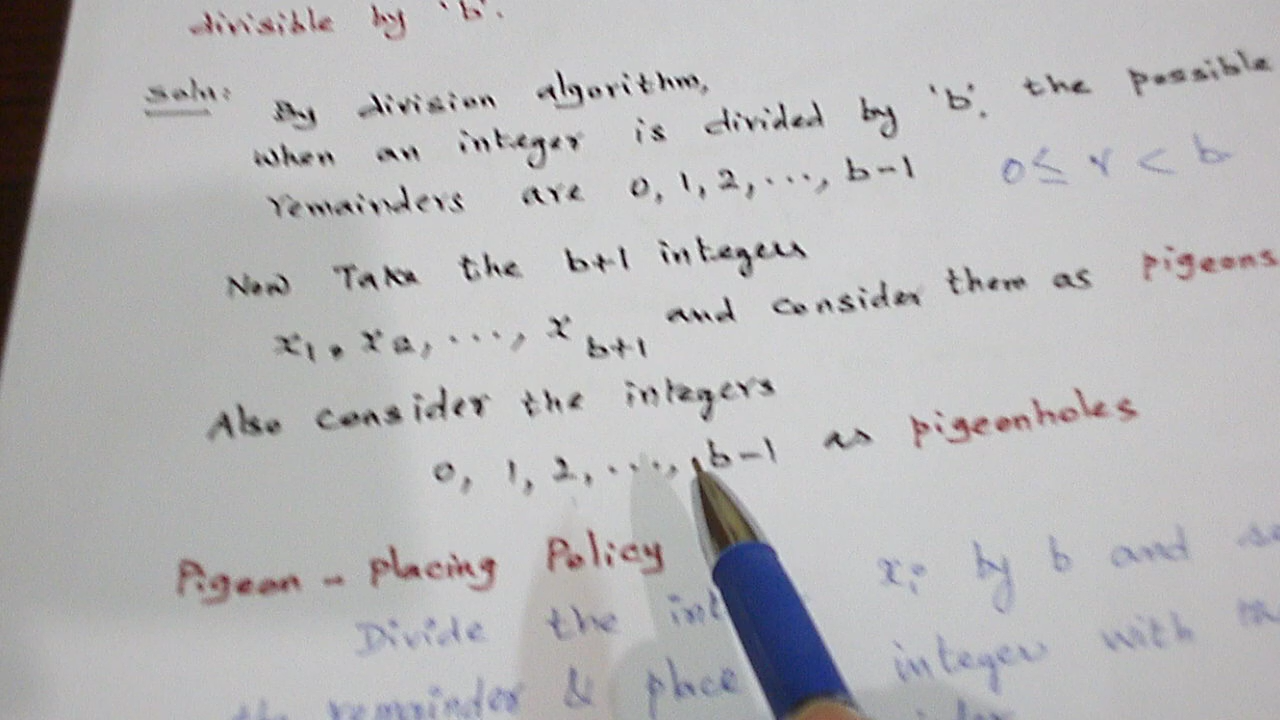 divisible by 'b'.
Soln: By division algorithm,
when an integer is divided by 'b', the possible
remainders are 0, 1, 2, ..., b-1 0 ≤ r < b
Now Take the b+1 integers
x1, x2, ..., x b+1 and consider them as pigeons
Also consider the integers
0, 1, 2, ..., b-1 as pigeonholes
Pigeon - placing Policy
Divide the xi by b and
the remainder & place integer with